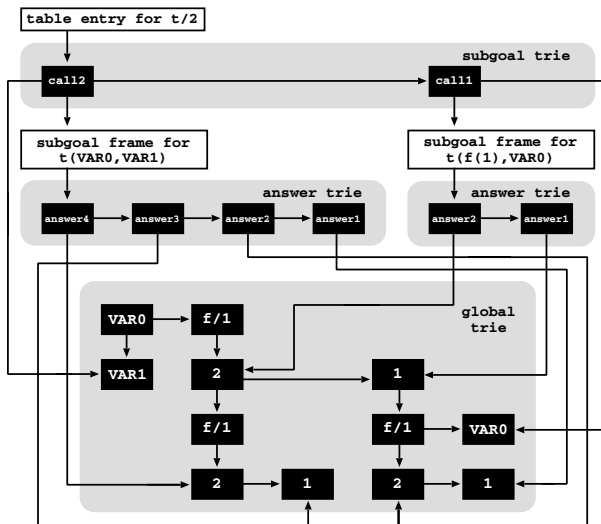 table entry for t/2
subgoal trie
call2
call1
subgoal frame for
t(VAR0,VAR1)
subgoal frame for
t(f(1),VAR0)
answer trie
answer trie
answer4
answer3
answer2
answer1
answer2
answer1
global
trie
VAR0
f/1
VAR1
2
1
f/1
f/1
VAR0
2
1
2
1